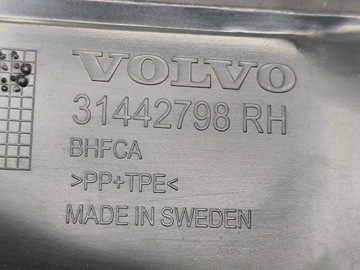 VOLVO
31442798 RH
BHFCA
>PP+TPE<
MADE IN SWEDEN